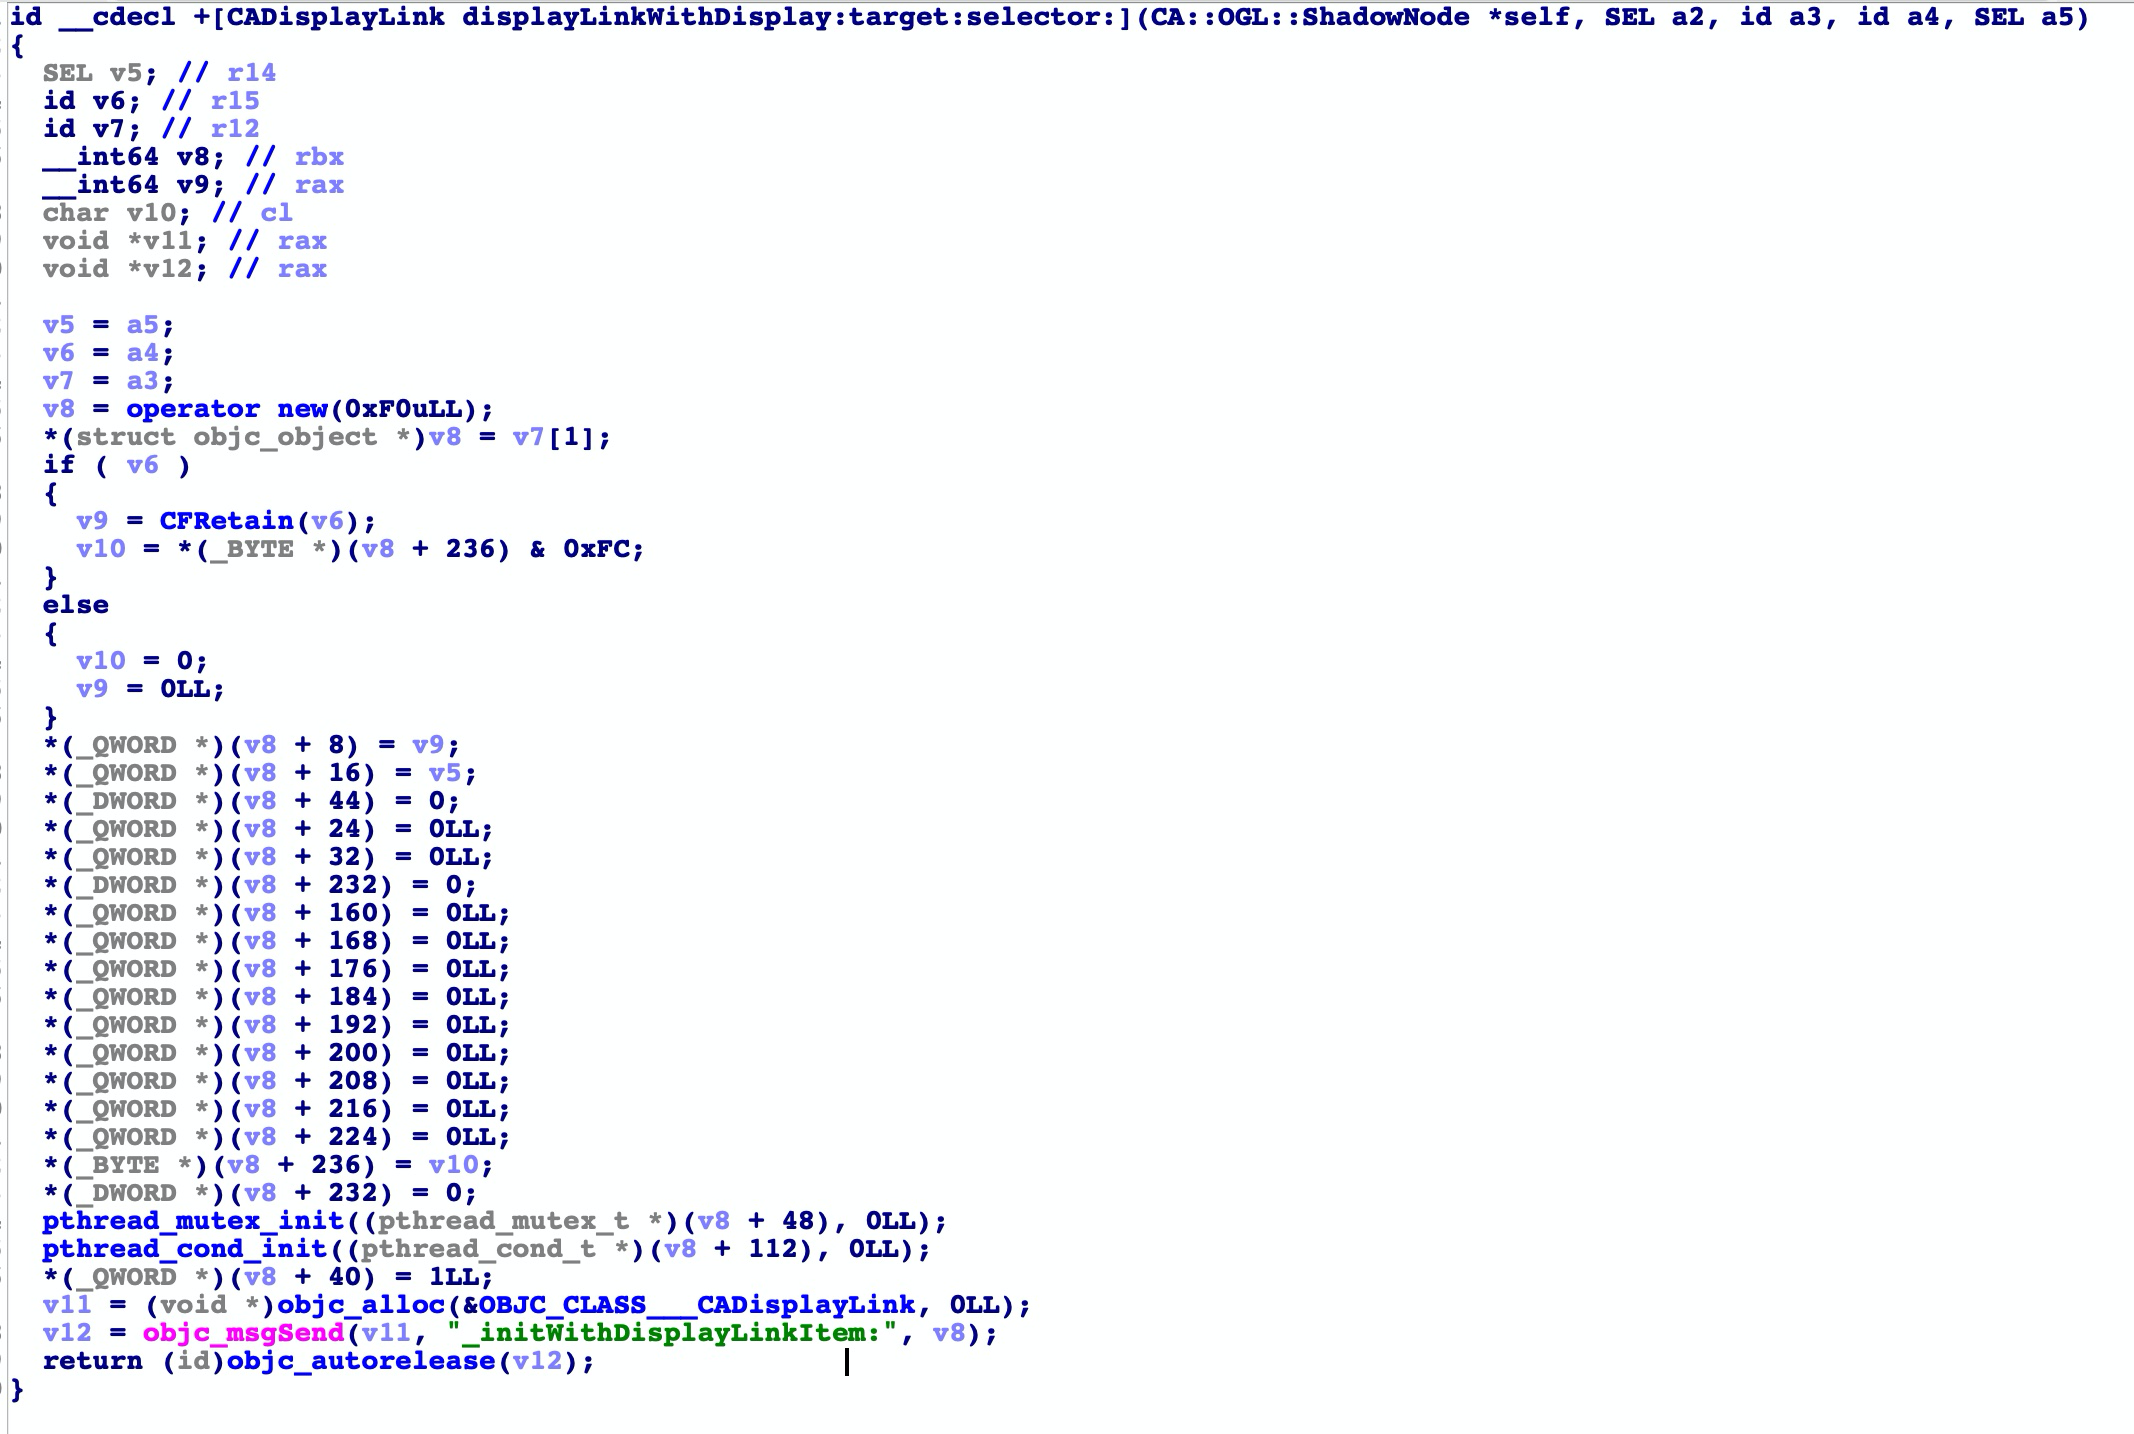 id __cdecl +[CADisplayLink displayLinkWithDisplay:target:selector:](CA::OGL::ShadowNode *self, SEL a2, id a3, id a4, SEL a5)
{
  SEL v5; // r14
  id v6; // r15
  id v7; // r12
  __int64 v8; // rbx
  __int64 v9; // rax
  char v10; // cl
  void *v11; // rax
  void *v12; // rax

  v5 = a5;
  v6 = a4;
  v7 = a3;
  v8 = operator new(0xF0uLL);
  *(struct objc_object *)v8 = v7[1];
  if ( v6 )
  {
    v9 = CFRetain(v6);
    v10 = *(_BYTE *)(v8 + 236) & 0xFC;
  }
  else
  {
    v10 = 0;
    v9 = 0LL;
  }
  *(_QWORD *)(v8 + 8) = v9;
  *(_QWORD *)(v8 + 16) = v5;
  *(_DWORD *)(v8 + 44) = 0;
  *(_QWORD *)(v8 + 24) = 0LL;
  *(_QWORD *)(v8 + 32) = 0LL;
  *(_DWORD *)(v8 + 232) = 0;
  *(_QWORD *)(v8 + 160) = 0LL;
  *(_QWORD *)(v8 + 168) = 0LL;
  *(_QWORD *)(v8 + 176) = 0LL;
  *(_QWORD *)(v8 + 184) = 0LL;
  *(_QWORD *)(v8 + 192) = 0LL;
  *(_QWORD *)(v8 + 200) = 0LL;
  *(_QWORD *)(v8 + 208) = 0LL;
  *(_QWORD *)(v8 + 216) = 0LL;
  *(_QWORD *)(v8 + 224) = 0LL;
  *(_BYTE *)(v8 + 236) = v10;
  *(_DWORD *)(v8 + 232) = 0;
  pthread_mutex_init((pthread_mutex_t *)(v8 + 48), 0LL);
  pthread_cond_init((pthread_cond_t *)(v8 + 112), 0LL);
  *(_QWORD *)(v8 + 40) = 1LL;
  v11 = (void *)objc_alloc(&OBJC_CLASS___CADisplayLink, 0LL);
  v12 = objc_msgSend(v11, "_initWithDisplayLinkItem:", v8);
  return (id)objc_autorelease(v12);
}